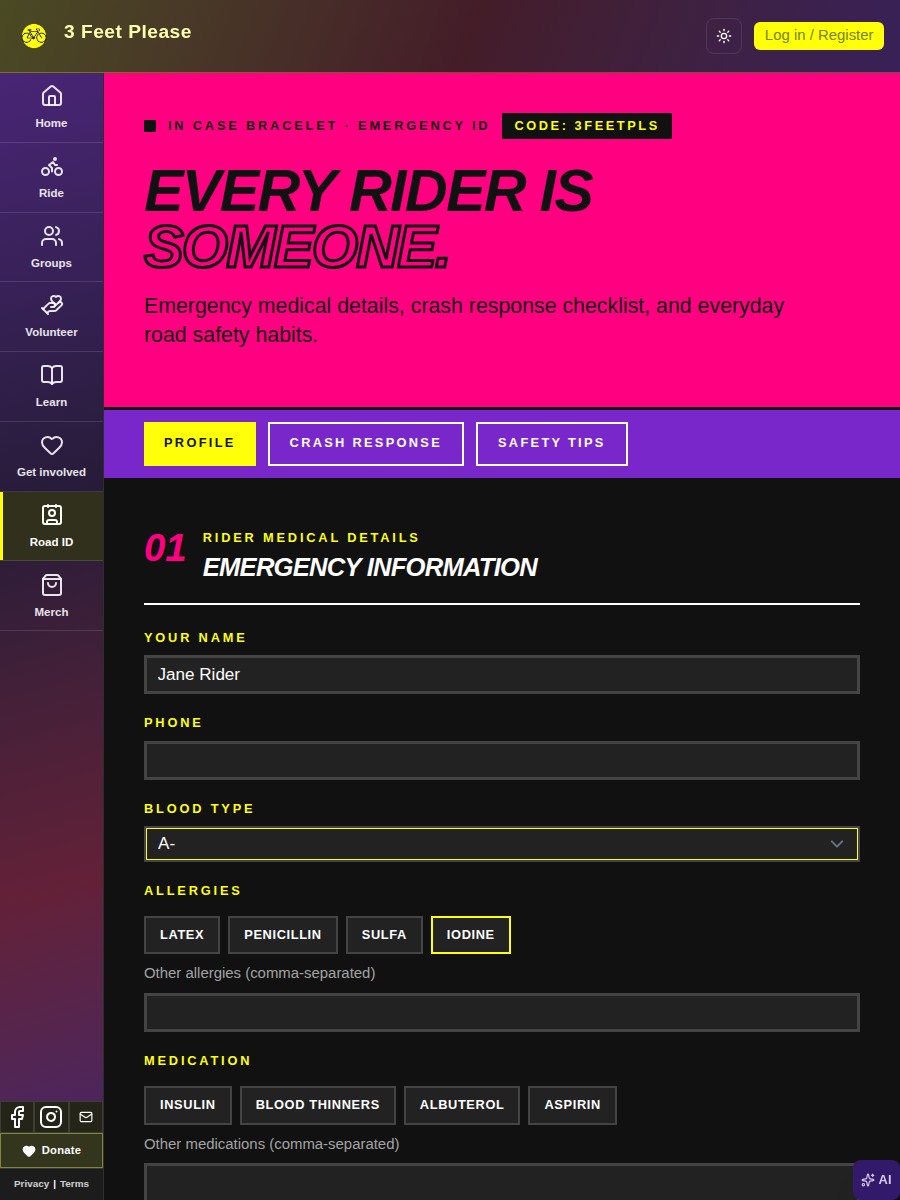 3 Feet Please
Log in / Register
Home
Ride
Groups
Volunteer
Learn
Get involved
Road ID
Merch
Donate
Privacy | Terms
IN CASE BRACELET · EMERGENCY ID
CODE: 3FEETPLS
EVERY RIDER IS
SOMEONE.
Emergency medical details, crash response checklist, and everyday
road safety habits.
PROFILE
CRASH RESPONSE
SAFETY TIPS
01
RIDER MEDICAL DETAILS
EMERGENCY INFORMATION
YOUR NAME
Jane Rider
PHONE
BLOOD TYPE
A-
ALLERGIES
LATEX
PENICILLIN
SULFA
IODINE
Other allergies (comma-separated)
MEDICATION
INSULIN
BLOOD THINNERS
ALBUTEROL
ASPIRIN
Other medications (comma-separated)
AI